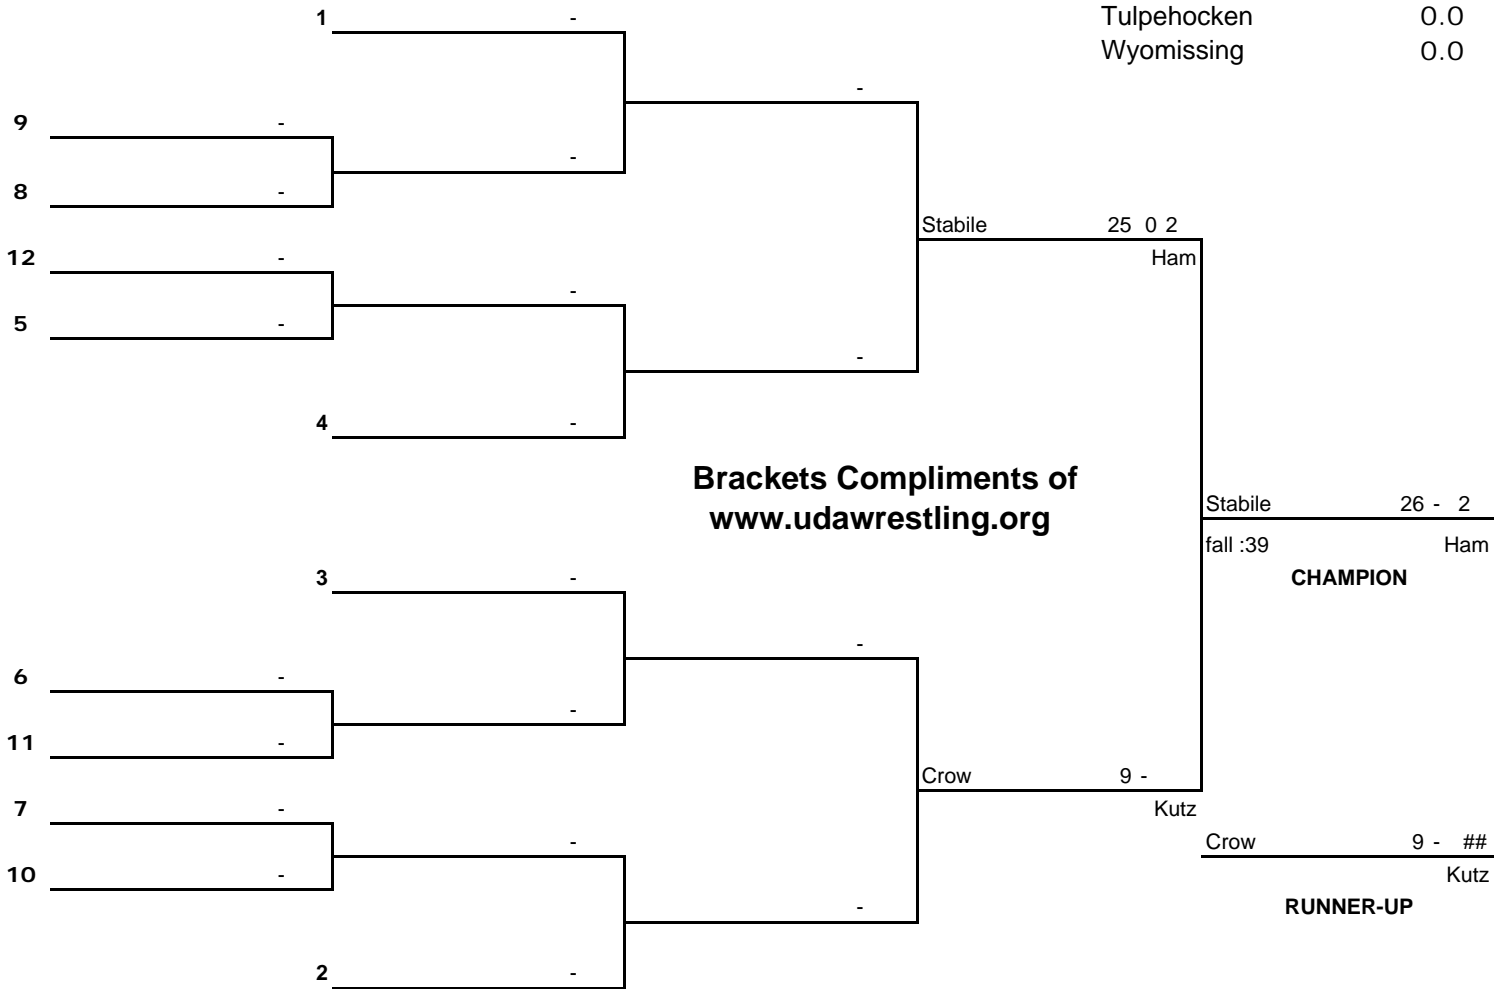 Tulpehocken 0.0
Wyomissing 0.0
1 -
-
9 -
-
8 -
Stabile 25 0 2
Ham
12 -
-
5 -
-
4 -
Brackets Compliments of
www.udawrestling.org
Stabile 26 - 2
fall :39 Ham
CHAMPION
3 -
-
6 -
-
11 -
Crow 9 -
Kutz
7 -
-
10 -
Crow 9 - ##
Kutz
RUNNER-UP
-
2 -